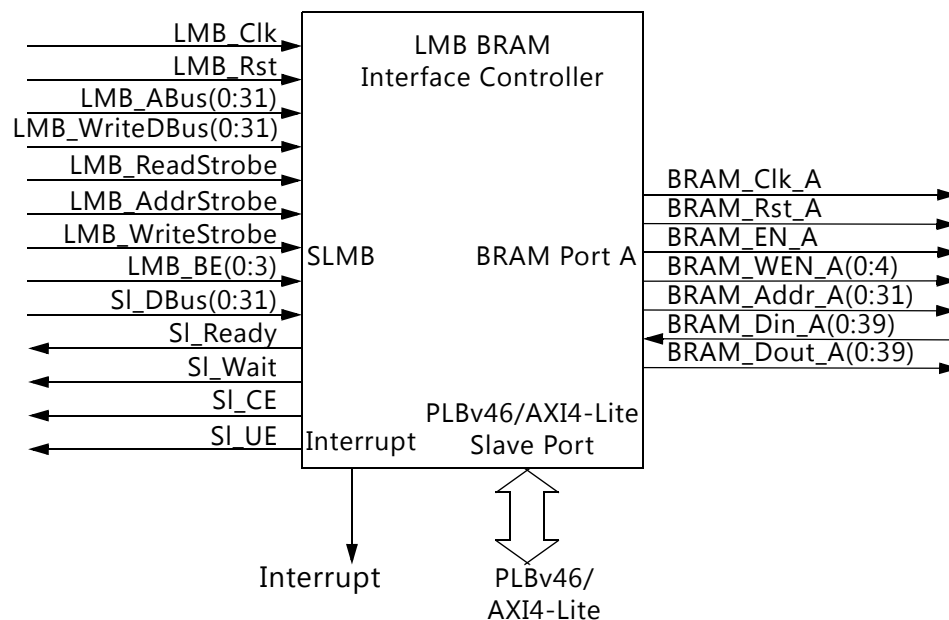 LMB_Clk
LMB_Rst
LMB_ABus(0:31)
LMB_WriteDBus(0:31)
LMB_ReadStrobe
LMB_AddrStrobe
LMB_WriteStrobe
LMB_BE(0:3)
Sl_DBus(0:31)
Sl_Ready
Sl_Wait
Sl_CE
Sl_UE
LMB BRAM
Interface Controller
SLMB
BRAM Port A
Interrupt
PLBv46/AXI4-Lite
Slave Port
BRAM_Clk_A
BRAM_Rst_A
BRAM_EN_A
BRAM_WEN_A(0:4)
BRAM_Addr_A(0:31)
BRAM_Din_A(0:39)
BRAM_Dout_A(0:39)
Interrupt
PLBv46/
AXI4-Lite